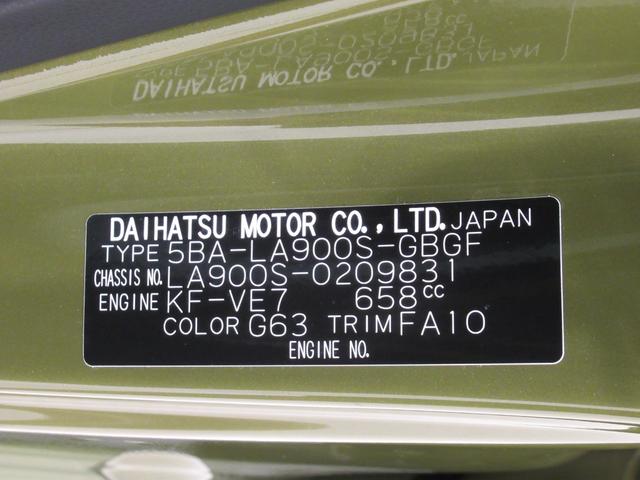 DAIHATSU MOTOR CO., LTD. JAPAN
TYPE 5BA-LA900S-GBGF
CHASSIS NO. LA900S-0209831
ENGINE KF-VE7 658cc
COLOR G63 TRIM FA10
ENGINE NO.